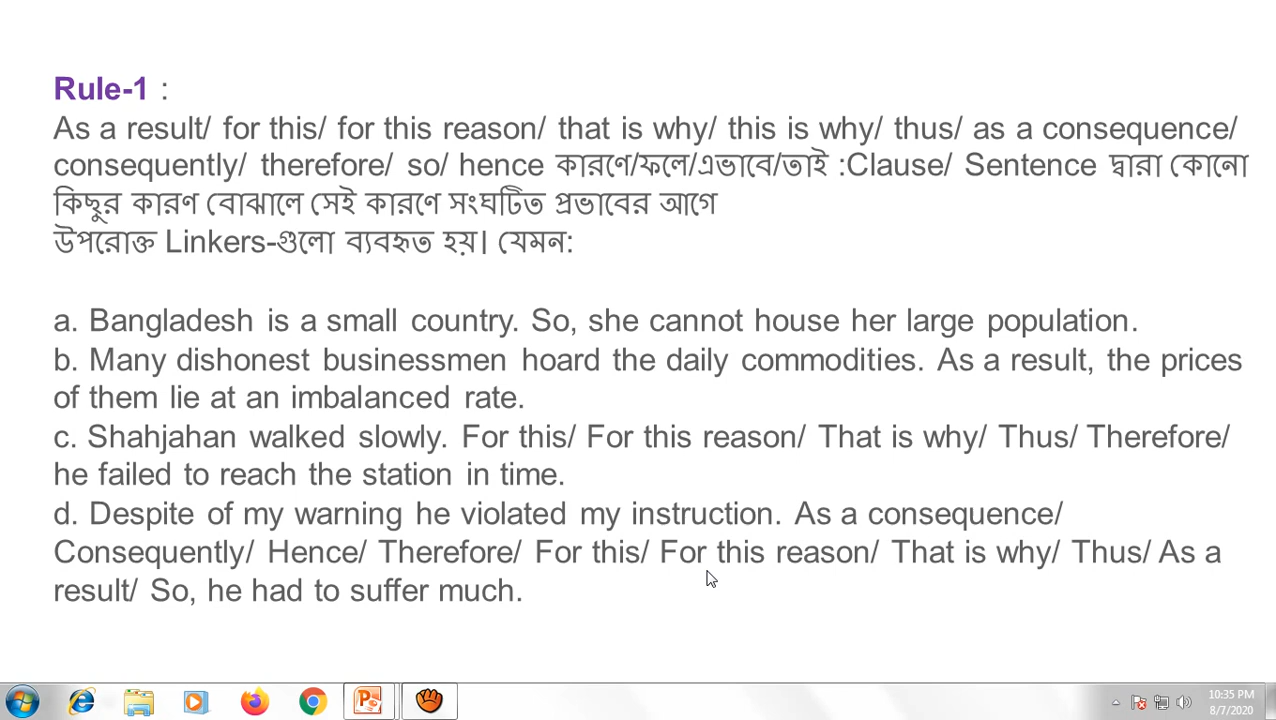 Rule-1 :
As a result/ for this/ for this reason/ that is why/ this is why/ thus/ as a consequence/
consequently/ therefore/ so/ hence কারণে/ফলে/এভাবে/তাই :Clause/ Sentence দ্বারা কোনো
কিছুর কারণ বোঝালে সেই কারণে সংঘটিত প্রভাবের আগে
উপরোক্ত Linkers-গুলো ব্যবহৃত হয়। যেমন:
a. Bangladesh is a small country. So, she cannot house her large population.
b. Many dishonest businessmen hoard the daily commodities. As a result, the prices
of them lie at an imbalanced rate.
c. Shahjahan walked slowly. For this/ For this reason/ That is why/ Thus/ Therefore/
he failed to reach the station in time.
d. Despite of my warning he violated my instruction. As a consequence/
Consequently/ Hence/ Therefore/ For this/ For this reason/ That is why/ Thus/ As a
result/ So, he had to suffer much.
10:35 PM
8/7/2020